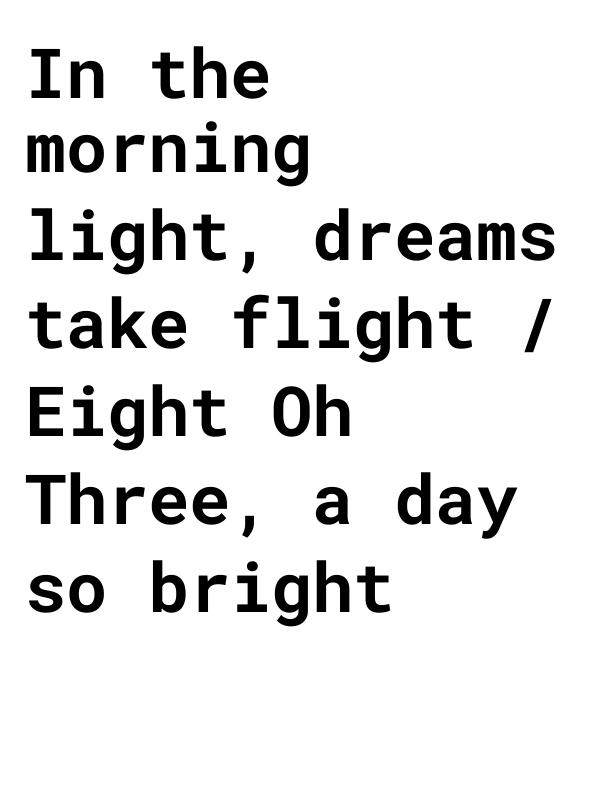 In the
morning
light, dreams
take flight /
Eight Oh
Three, a day
so bright